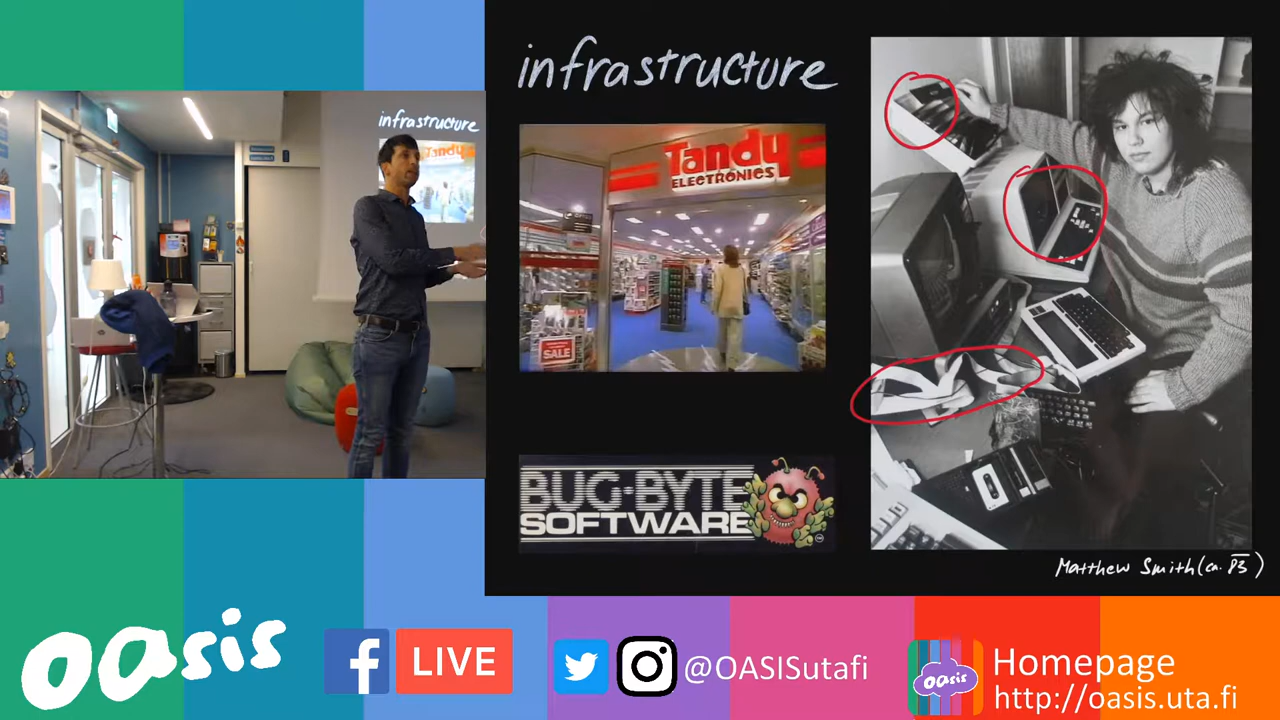 infrastructure
infrastructure
Tandy
ELECTRONICS
SALE
BUG-BYTE
SOFTWARE
Matthew Smith (ca. 83)
oasis
f
LIVE
@OASISutafi
oasis
Homepage
http://oasis.uta.fi